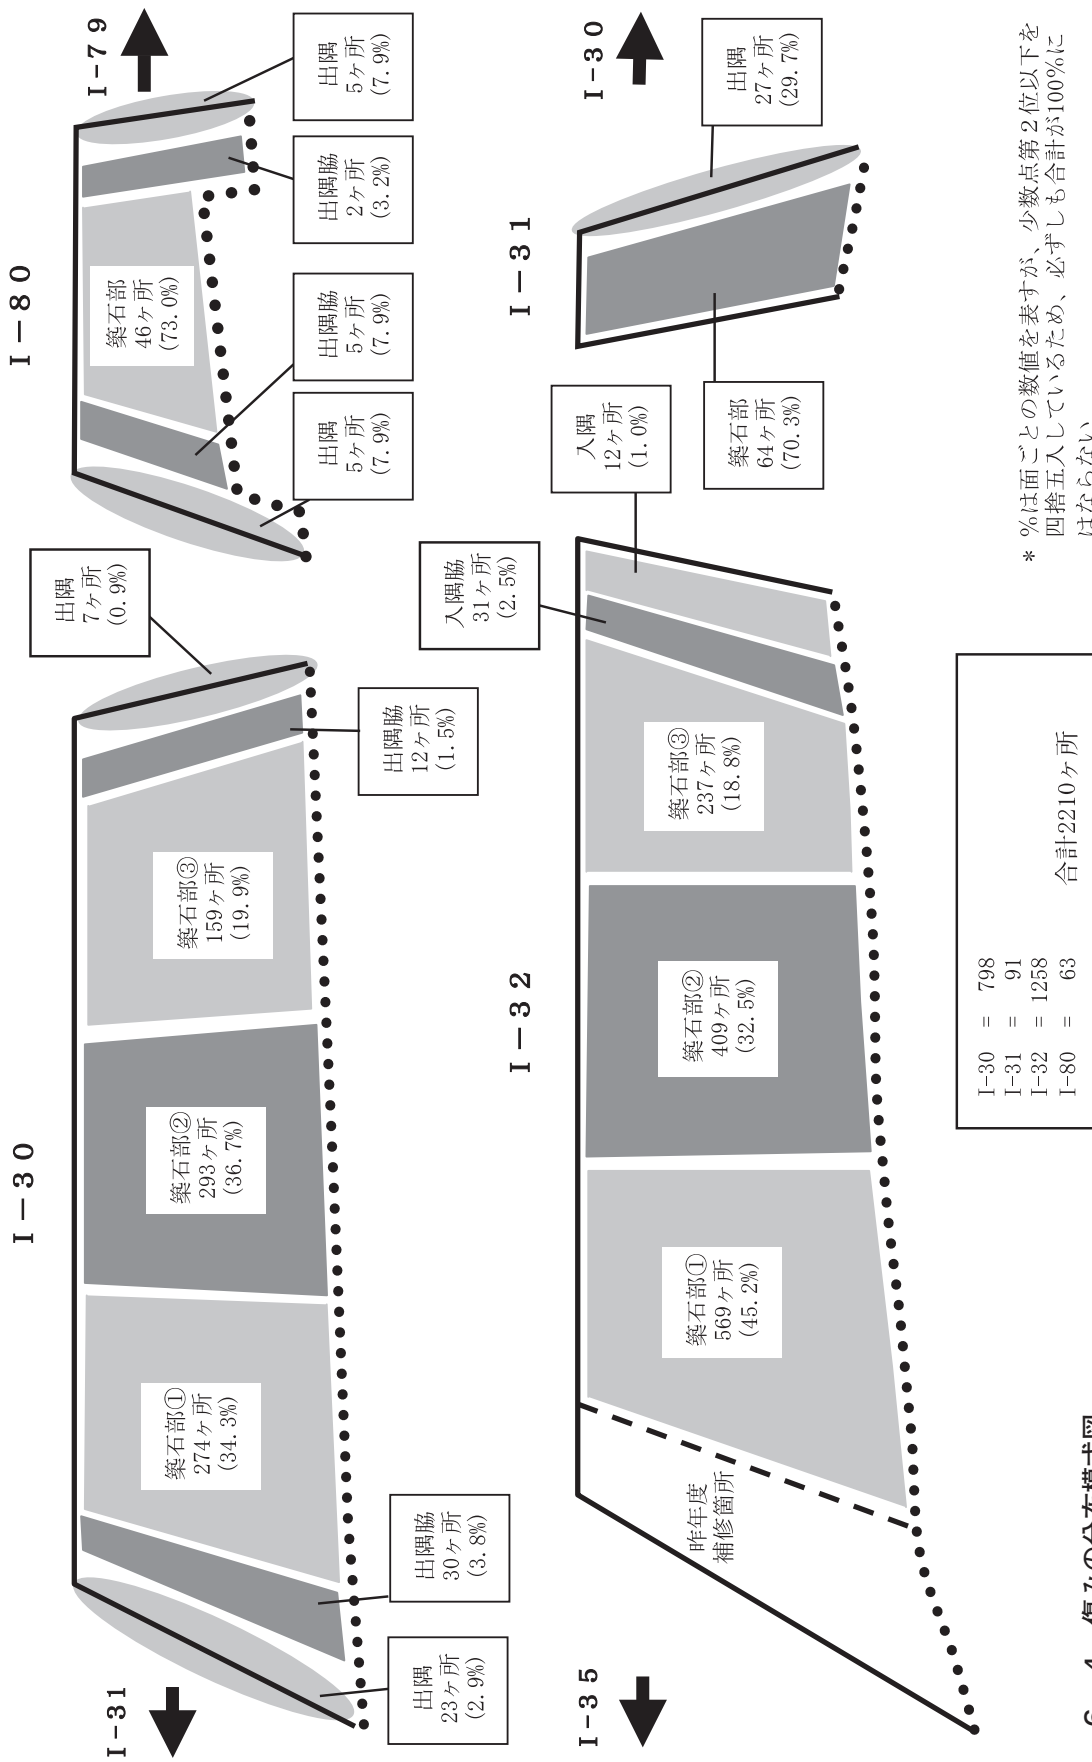 I－30
I－31
出隅
23ヶ所
(2.9%)
出隅脇
30ヶ所
(3.8%)
築石部①
274ヶ所
(34.3%)
築石部②
293ヶ所
(36.7%)
築石部③
159ヶ所
(19.9%)
出隅脇
12ヶ所
(1.5%)
出隅
7ヶ所
(0.9%)
I－80
出隅
5ヶ所
(7.9%)
出隅脇
5ヶ所
(7.9%)
築石部
46ヶ所
(73.0%)
出隅脇
2ヶ所
(3.2%)
出隅
5ヶ所
(7.9%)
I－79
I－32
I－35
昨年度
補修箇所
築石部①
569ヶ所
(45.2%)
築石部②
409ヶ所
(32.5%)
築石部③
237ヶ所
(18.8%)
入隅脇
31ヶ所
(2.5%)
入隅
12ヶ所
(1.0%)
I－31
築石部
64ヶ所
(70.3%)
出隅
27ヶ所
(29.7%)
I－30
I-30 = 798
I-31 = 91
I-32 = 1258
I-80 = 63
合計2210ヶ所
* %は面ごとの数値を表すが、少数点第２位以下を
四捨五入しているため、必ずしも合計が100%に
はならない